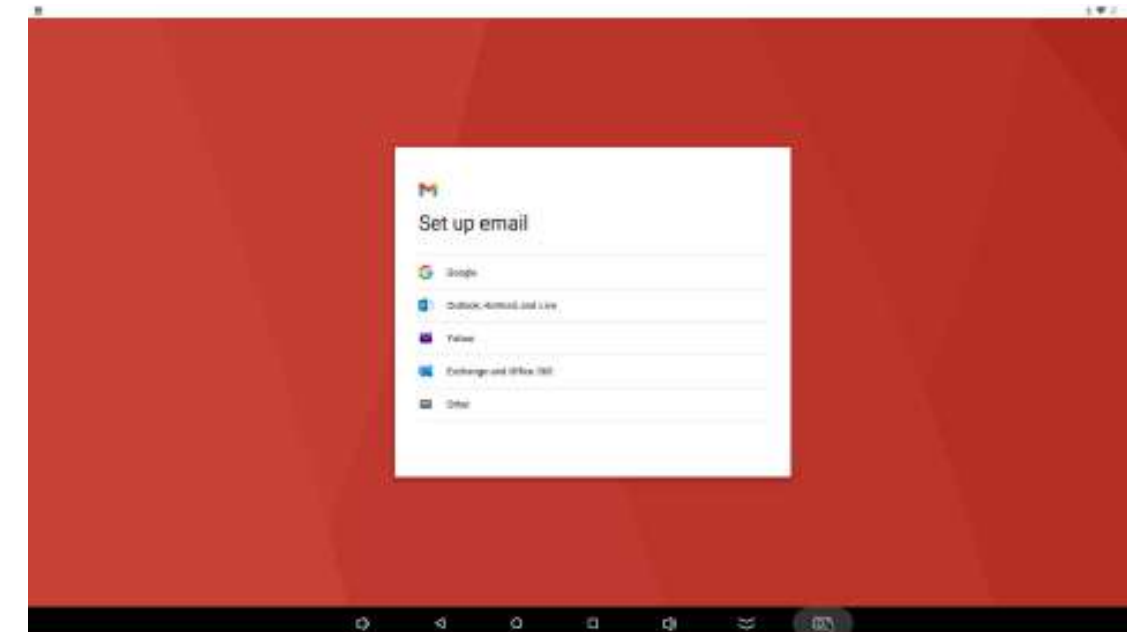 Set up email
Google
Outlook, Hotmail, and Live
Yahoo
Exchange and Office 365
Other